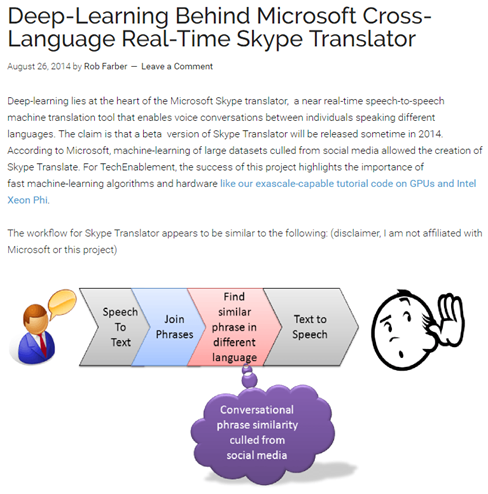 Deep-Learning Behind Microsoft Cross-
Language Real-Time Skype Translator
August 26, 2014 by Rob Farber — Leave a Comment
Deep-learning lies at the heart of the Microsoft Skype translator, a near real-time speech-to-speech
machine translation tool that enables voice conversations between individuals speaking different
languages. The claim is that a beta version of Skype Translator will be released sometime in 2014.
According to Microsoft, machine-learning of large datasets culled from social media allowed the creation of
Skype Translate. For TechEnablement, the success of this project highlights the importance of
fast machine-learning algorithms and hardware like our exascale-capable tutorial code on GPUs and Intel
Xeon Phi.
The workflow for Skype Translator appears to be similar to the following: (disclaimer, I am not affiliated with
Microsoft or this project)
Speech
To
Text
Join
Phrases
Find
similar
phrase in
different
language
Text to
Speech
Conversational
phrase similarity
culled from
social media